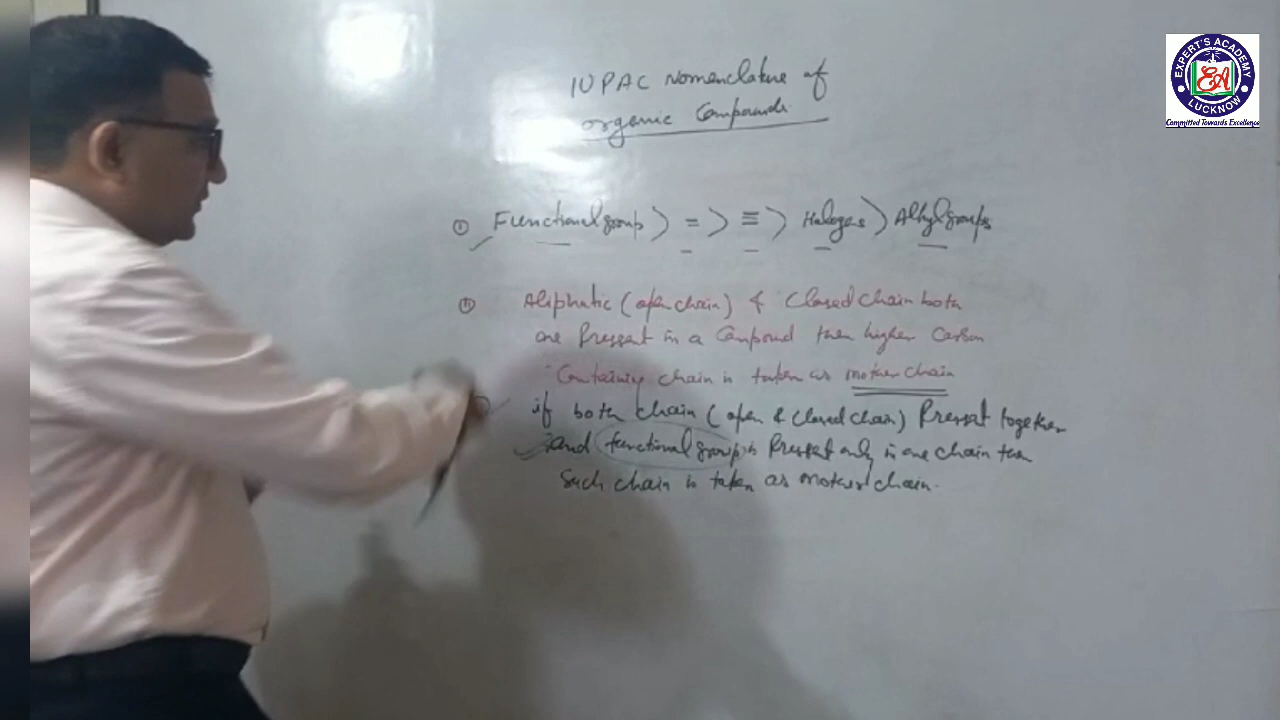 IUPAC Nomenclature of
organic Compounds
① Functional group > = > ≡ > Halogens > Alkyl groups
② Aliphatic (open chain) & Closed chain both
are Present in a Compound then higher Carbon
Containing chain is taken as mother chain
if both chain (open & closed chain) Present together
and functional group is Present only in one chain then
Such chain is taken as mother chain.
EXPERT'S ACADEMY
EA
LUCKNOW
Committed Towards Excellence